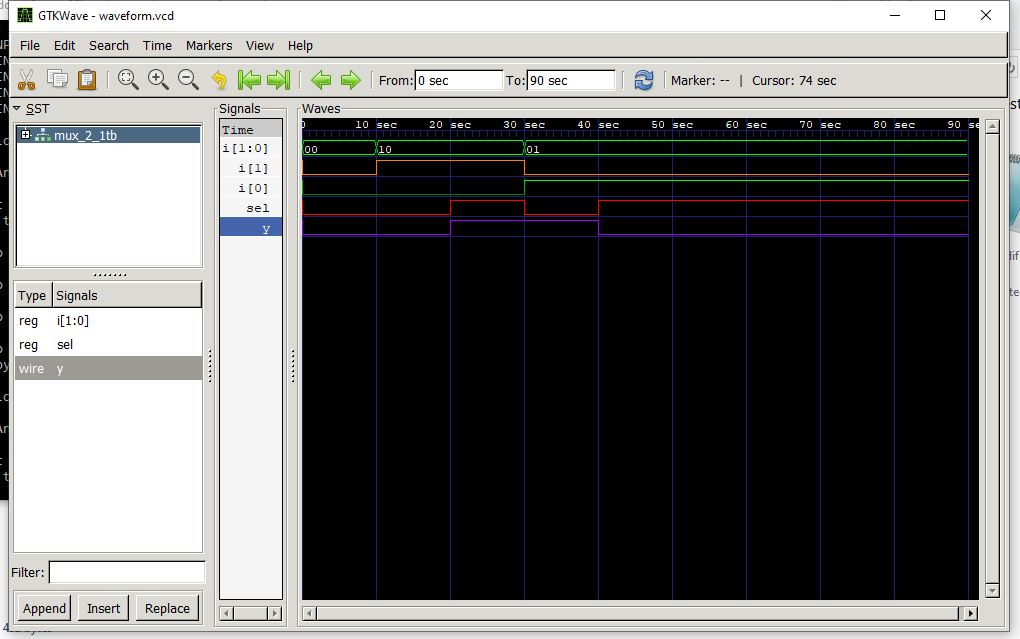 GTKWave - waveform.vcd
File Edit Search Time Markers View Help
From: 0 sec To: 90 sec Marker: -- | Cursor: 74 sec
SST
mux_2_1tb
Type Signals
reg i[1:0]
reg sel
wire y
Filter:
Append Insert Replace
Signals
Time
i[1:0]
i[1]
i[0]
sel
y
Waves
0 10 sec 20 sec 30 sec 40 sec 50 sec 60 sec 70 sec 80 sec 90 se
00 10 01